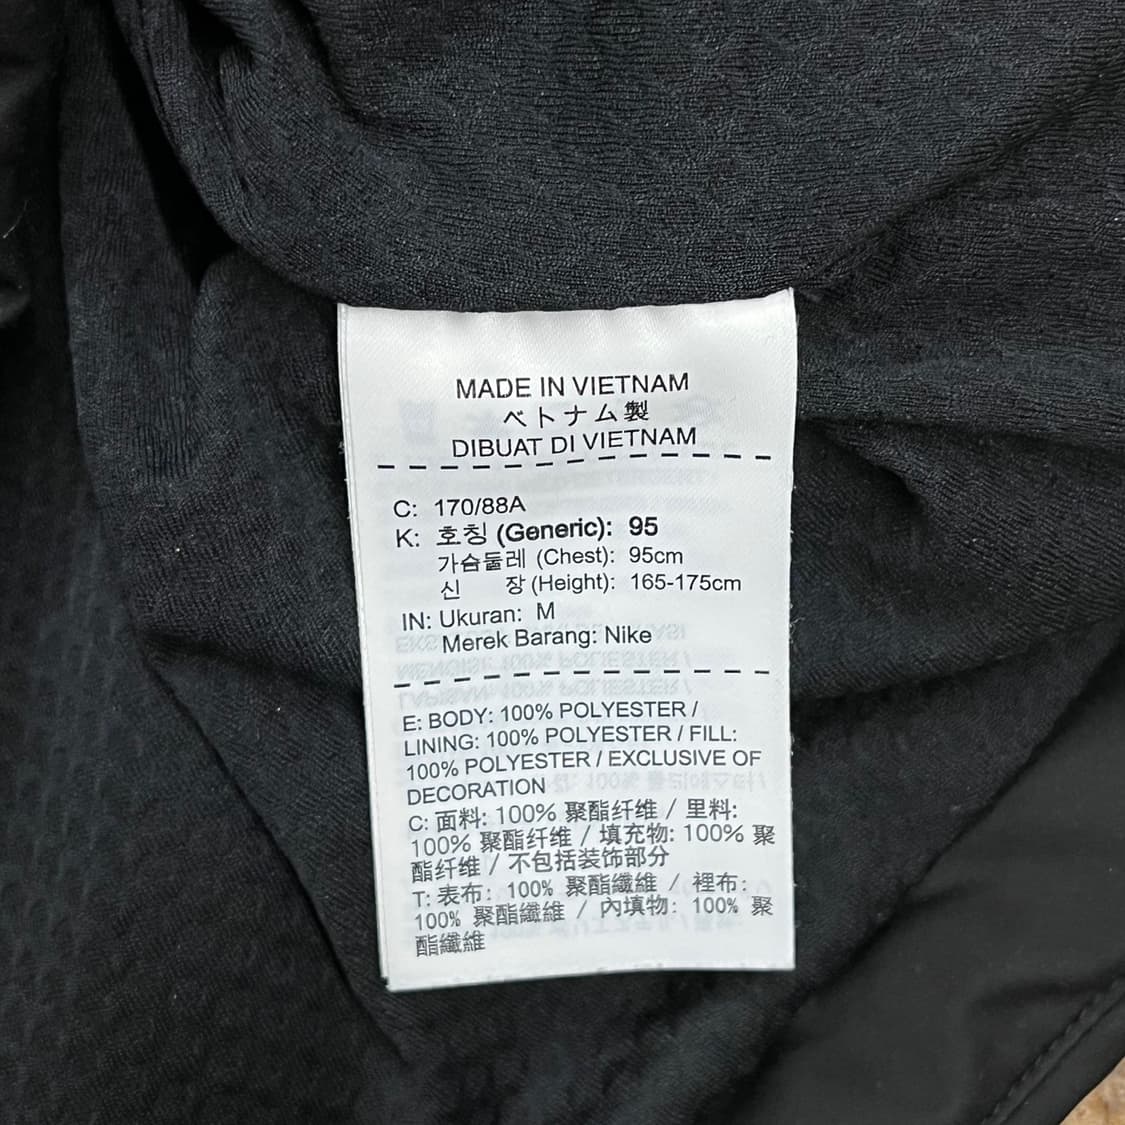 MADE IN VIETNAM
ベトナム製
DIBUAT DI VIETNAM
C: 170/88A
K: 호칭 (Generic): 95
가슴둘레 (Chest): 95cm
신 장 (Height): 165-175cm
IN: Ukuran: M
Merek Barang: Nike
E: BODY: 100% POLYESTER /
LINING: 100% POLYESTER / FILL:
100% POLYESTER / EXCLUSIVE OF
DECORATION
C: 面料: 100% 聚酯纤维 / 里料:
100% 聚酯纤维 / 填充物: 100% 聚
酯纤维 / 不包括装饰部分
T: 表布: 100% 聚酯纖維 / 裡布:
100% 聚酯纖維 / 內填物: 100% 聚
酯纖維